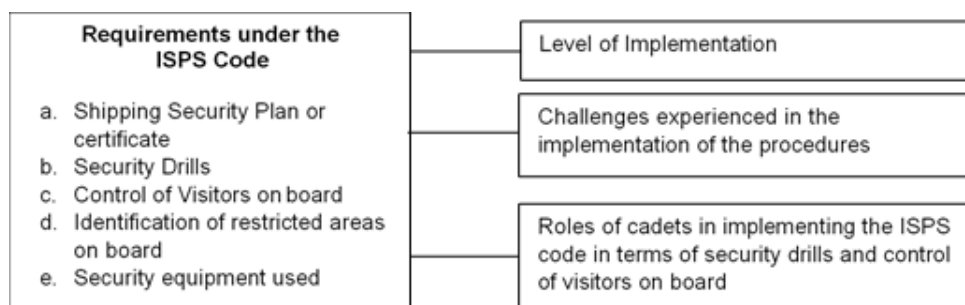 Requirements under the
ISPS Code
a. Shipping Security Plan or
certificate
b. Security Drills
c. Control of Visitors on board
d. Identification of restricted areas
on board
e. Security equipment used
Level of Implementation
Challenges experienced in the
implementation of the procedures
Roles of cadets in implementing the ISPS
code in terms of security drills and control
of visitors on board